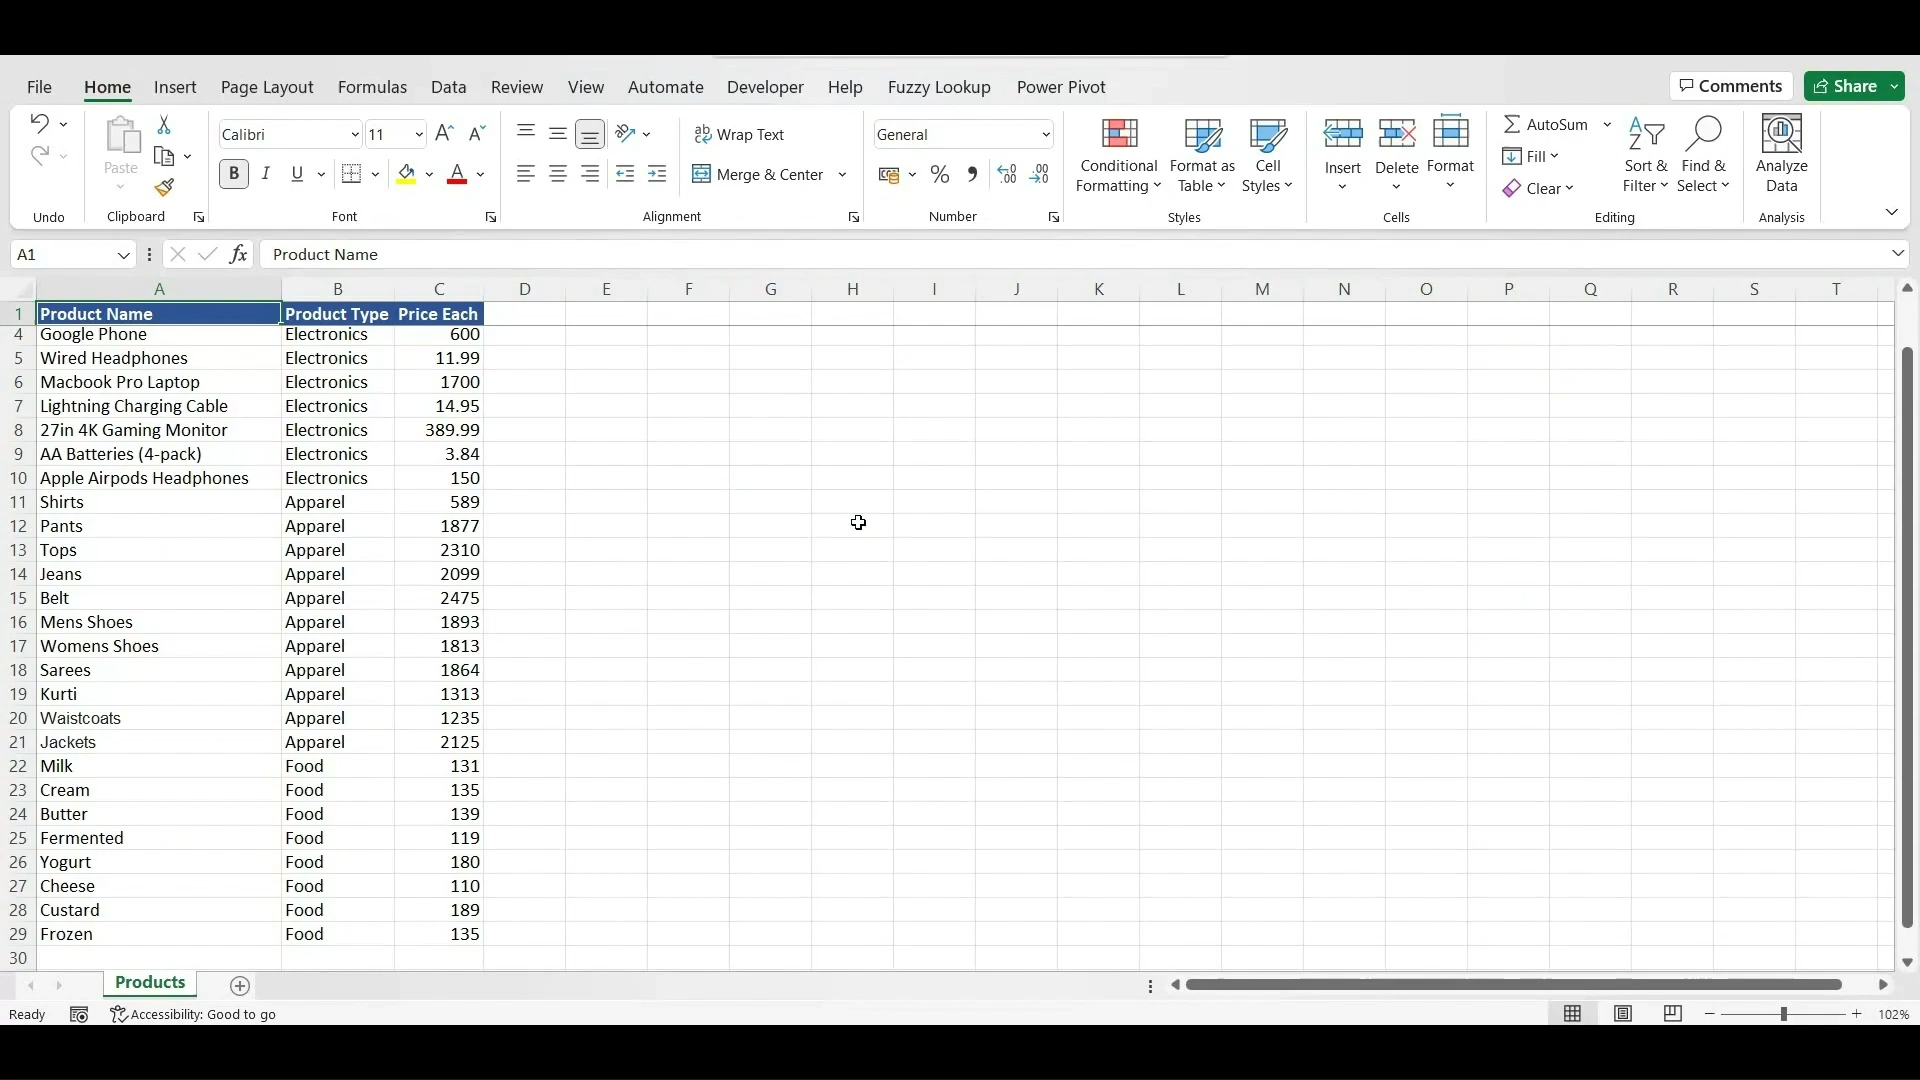 File Home Insert Page Layout Formulas Data Review View Automate Developer Help Fuzzy Lookup Power Pivot Comments Share
Calibri 11 A A ab Wrap Text General AutoSum
Paste B I U A Merge & Center % Conditional Formatting Format as Table Cell Styles Insert Delete Format Fill Clear Sort & Filter Find & Select Analyze Data
Undo Clipboard Font Alignment Number Styles Cells Editing Analysis
A1 fx Product Name
A B C D E F G H I J K L M N O P Q R S T
1 Product Name Product Type Price Each
4 Google Phone Electronics 600
5 Wired Headphones Electronics 11.99
6 Macbook Pro Laptop Electronics 1700
7 Lightning Charging Cable Electronics 14.95
8 27in 4K Gaming Monitor Electronics 389.99
9 AA Batteries (4-pack) Electronics 3.84
10 Apple Airpods Headphones Electronics 150
11 Shirts Apparel 589
12 Pants Apparel 1877
13 Tops Apparel 2310
14 Jeans Apparel 2099
15 Belt Apparel 2475
16 Mens Shoes Apparel 1893
17 Womens Shoes Apparel 1813
18 Sarees Apparel 1864
19 Kurti Apparel 1313
20 Waistcoats Apparel 1235
21 Jackets Apparel 2125
22 Milk Food 131
23 Cream Food 135
24 Butter Food 139
25 Fermented Food 119
26 Yogurt Food 180
27 Cheese Food 110
28 Custard Food 189
29 Frozen Food 135
30
Products
Ready Accessibility: Good to go 102%